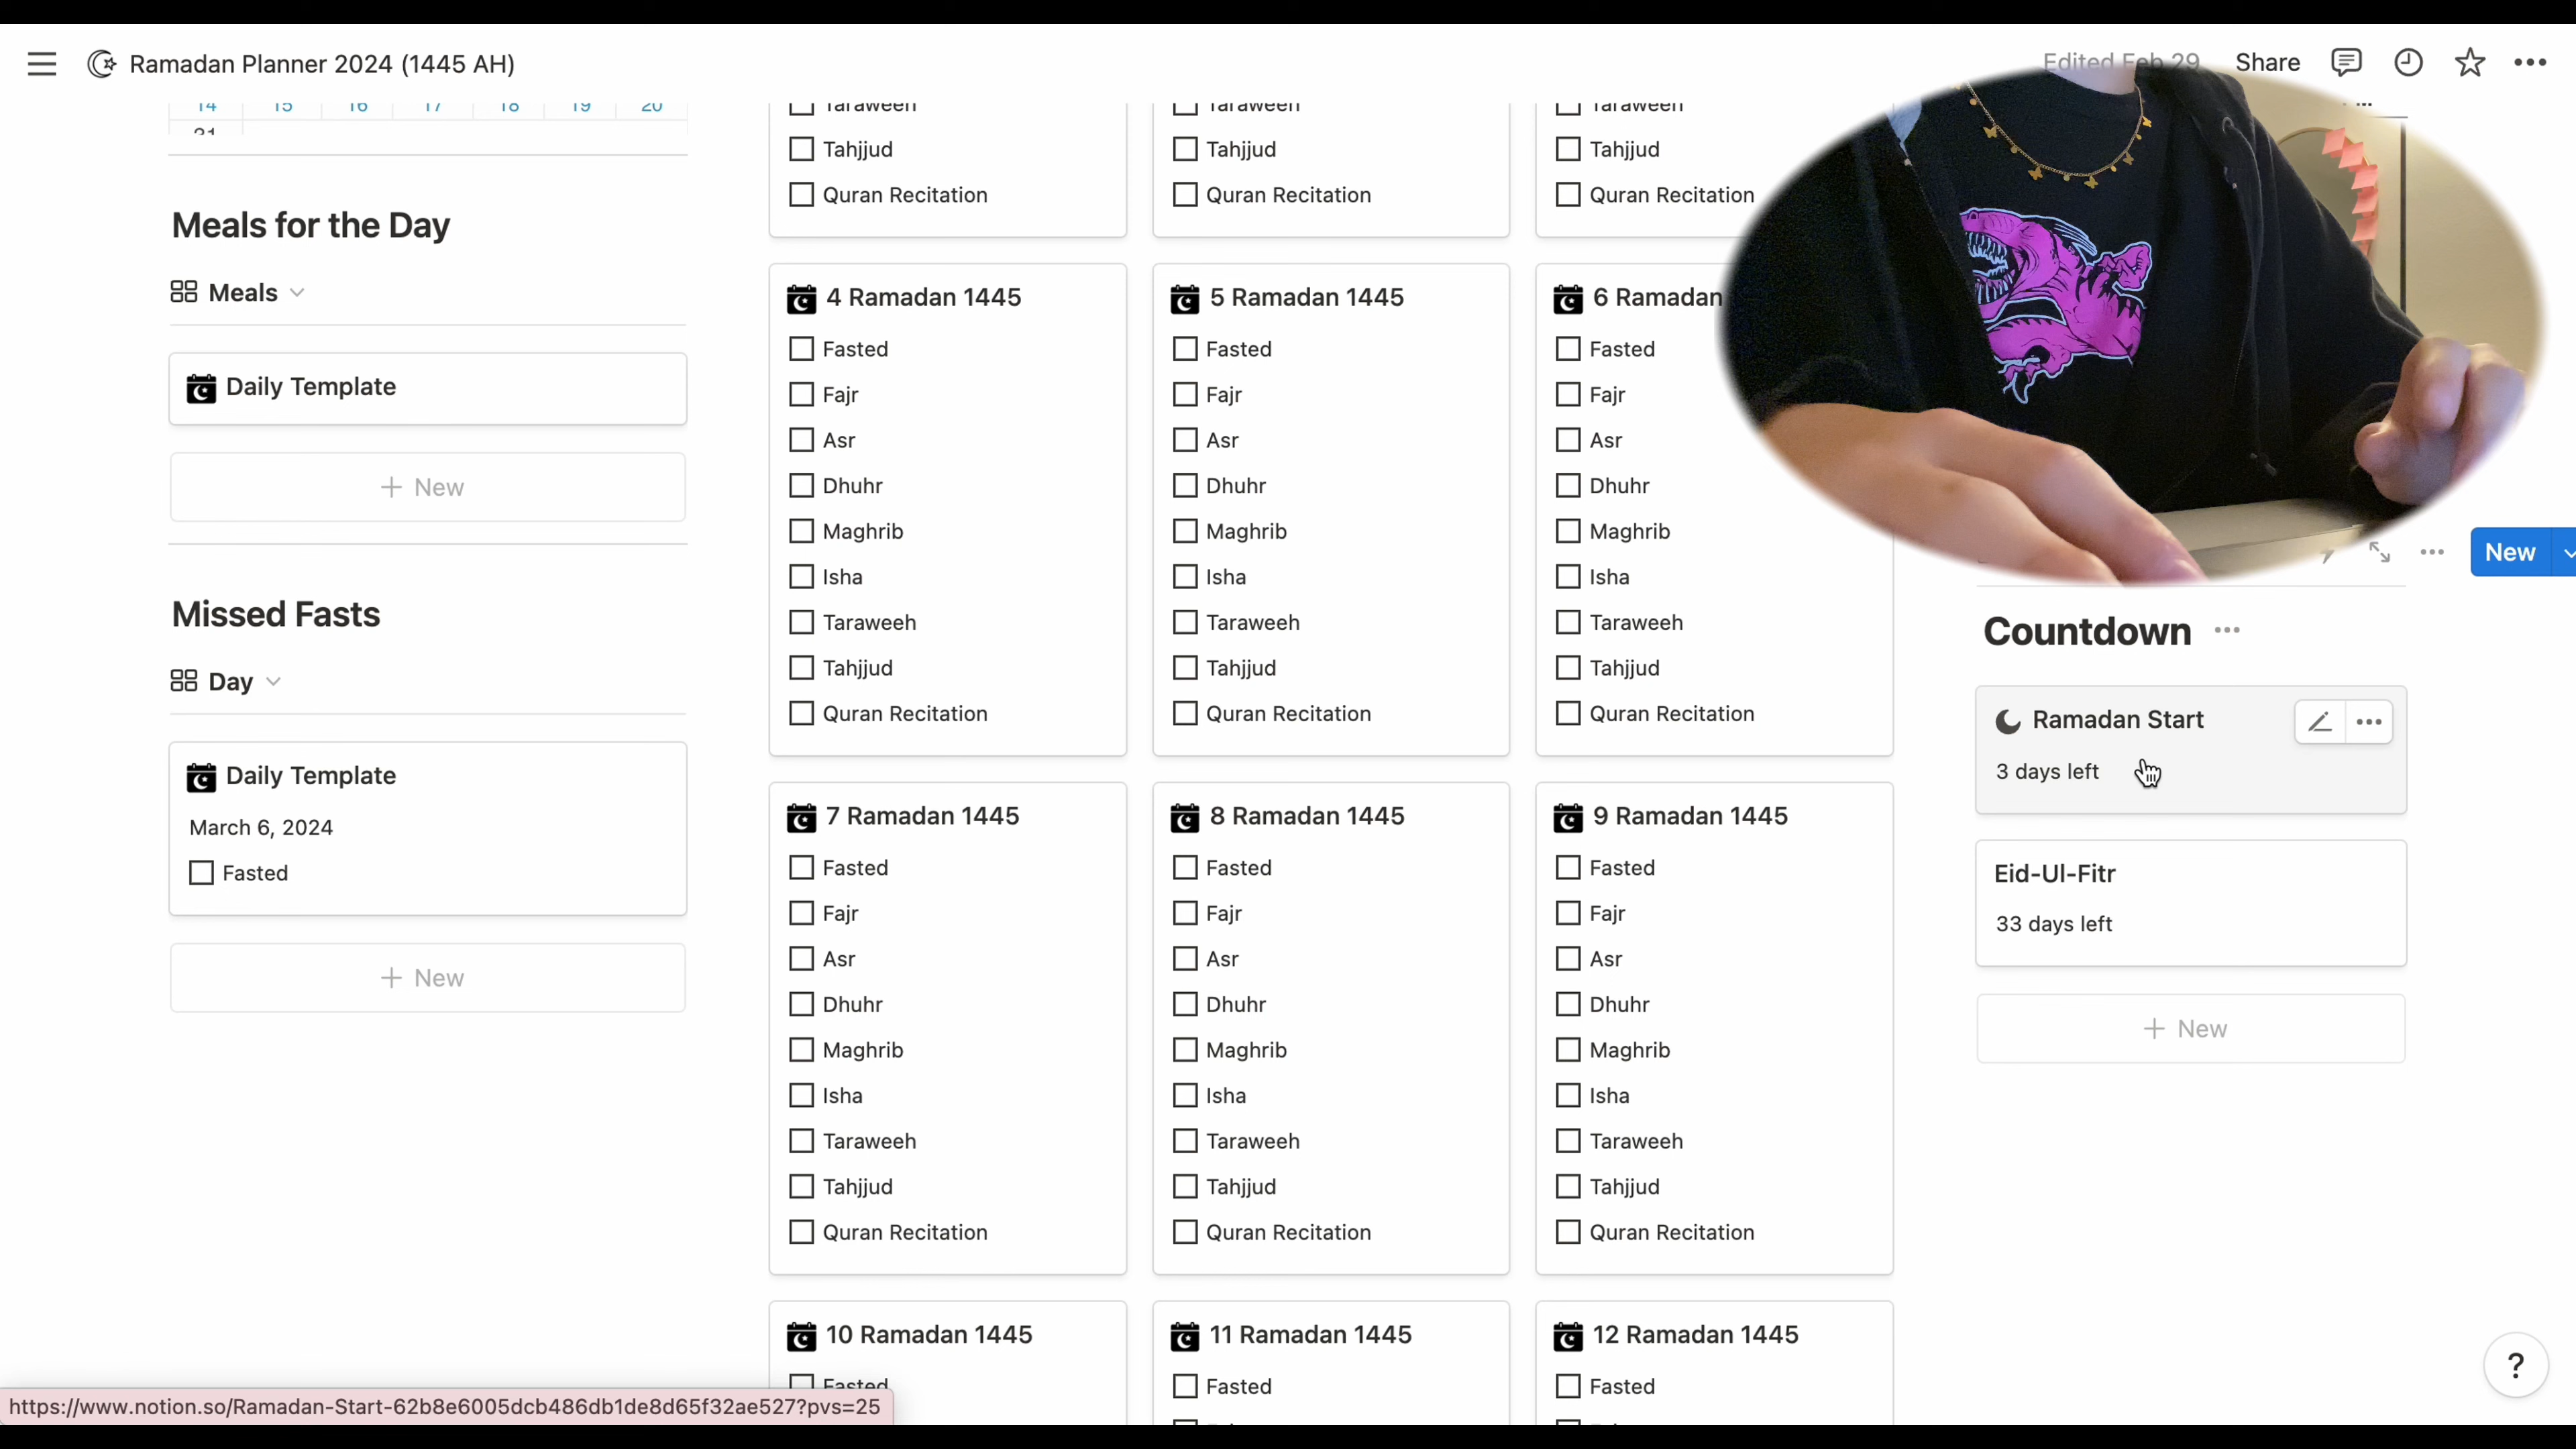 Ramadan Planner 2024 (1445 AH)
Edited Feb 29
Share
14 15 16 17 18 19 20
21
Meals for the Day
Meals
Daily Template
+ New
Missed Fasts
Day
Daily Template
March 6, 2024
Fasted
+ New
Taraweeh
Tahjjud
Quran Recitation
Taraweeh
Tahjjud
Quran Recitation
Taraweeh
Tahjjud
Quran Recitation
4 Ramadan 1445
Fasted
Fajr
Asr
Dhuhr
Maghrib
Isha
Taraweeh
Tahjjud
Quran Recitation
5 Ramadan 1445
Fasted
Fajr
Asr
Dhuhr
Maghrib
Isha
Taraweeh
Tahjjud
Quran Recitation
6 Ramadan
Fasted
Fajr
Asr
Dhuhr
Maghrib
Isha
Taraweeh
Tahjjud
Quran Recitation
7 Ramadan 1445
Fasted
Fajr
Asr
Dhuhr
Maghrib
Isha
Taraweeh
Tahjjud
Quran Recitation
8 Ramadan 1445
Fasted
Fajr
Asr
Dhuhr
Maghrib
Isha
Taraweeh
Tahjjud
Quran Recitation
9 Ramadan 1445
Fasted
Fajr
Asr
Dhuhr
Maghrib
Isha
Taraweeh
Tahjjud
Quran Recitation
10 Ramadan 1445
Fasted
11 Ramadan 1445
Fasted
12 Ramadan 1445
Fasted
New
Countdown
Ramadan Start
3 days left
Eid-Ul-Fitr
33 days left
+ New
?
https://www.notion.so/Ramadan-Start-62b8e6005dcb486db1de8d65f32ae527?pvs=25